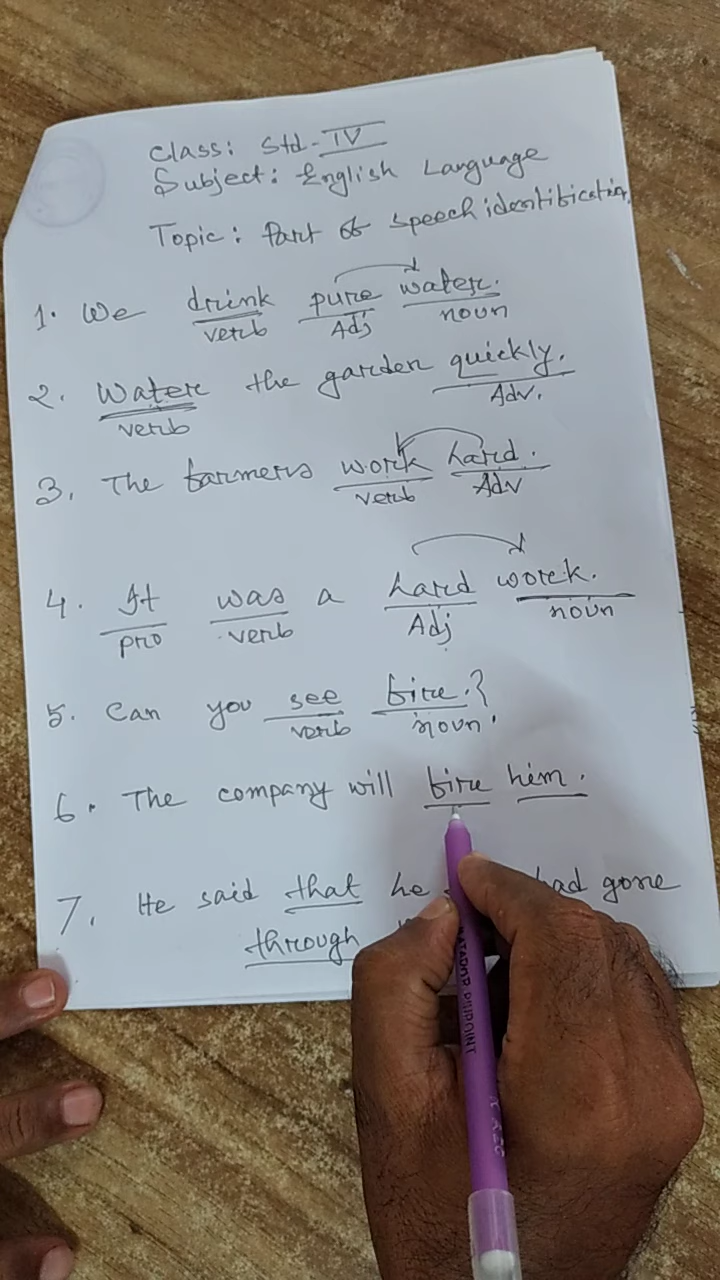 Class: Std-IV
Subject: English Language
Topic: Part of speech identification.
1. We drink pure water.
verb Adj noun
2. Water the garden quickly.
verb Adv.
3. The farmers work hard.
verb Adv
4. It was a hard work.
pro verb Adj noun
5. Can you see fire.?
verb noun.
6. The company will fire him.
7. He said that he had gone
through
MATADOR PINPOINT